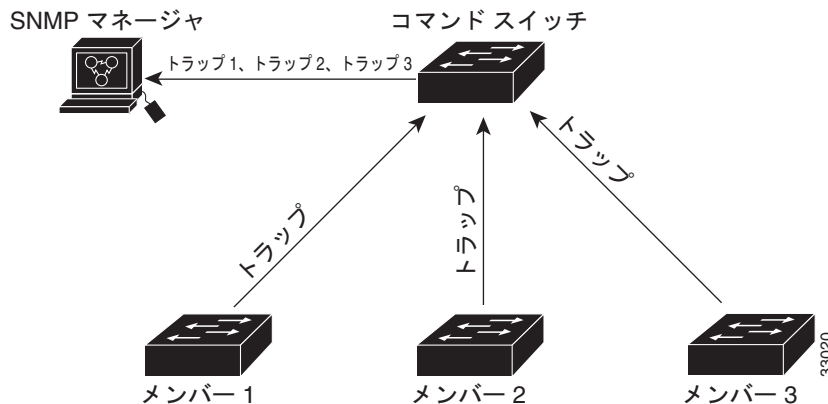 SNMP マネージャ
コマンド スイッチ
トラップ 1、トラップ 2、トラップ 3
トラップ
トラップ
トラップ
メンバー 1
メンバー 2
メンバー 3
33020